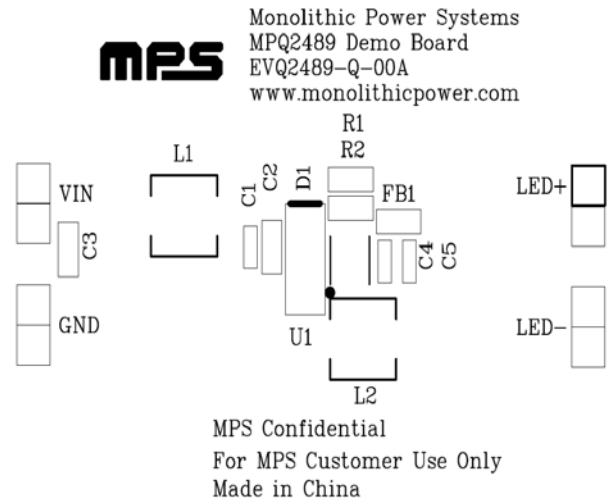 Monolithic Power Systems
mps MPQ2489 Demo Board
EVQ2489-Q-00A
www.monolithicpower.com
R1
L1
R2
VIN
C1
C2
D1
FB1
LED+
C3
C4
C5
GND
U1
LED-
L2
MPS Confidential
For MPS Customer Use Only
Made in China